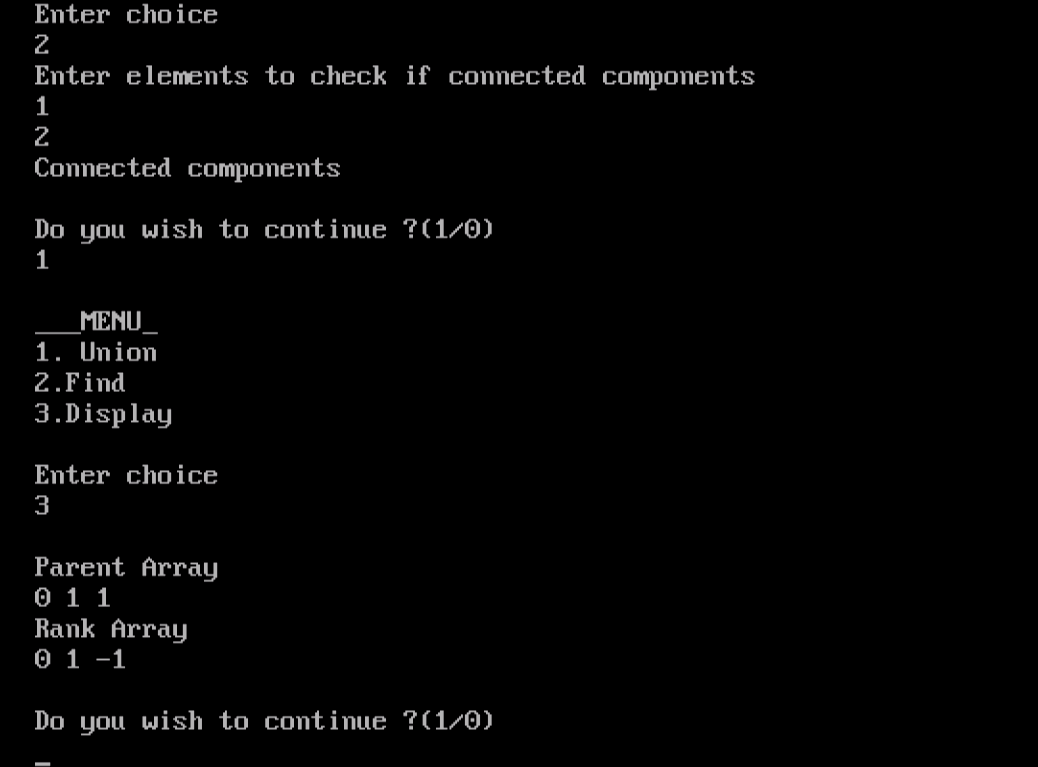 Enter choice
2
Enter elements to check if connected components
1
2
Connected components
Do you wish to continue ?(1/0)
1
___MENU_
1. Union
2.Find
3.Display
Enter choice
3
Parent Array
0 1 1
Rank Array
0 1 -1
Do you wish to continue ?(1/0)
_